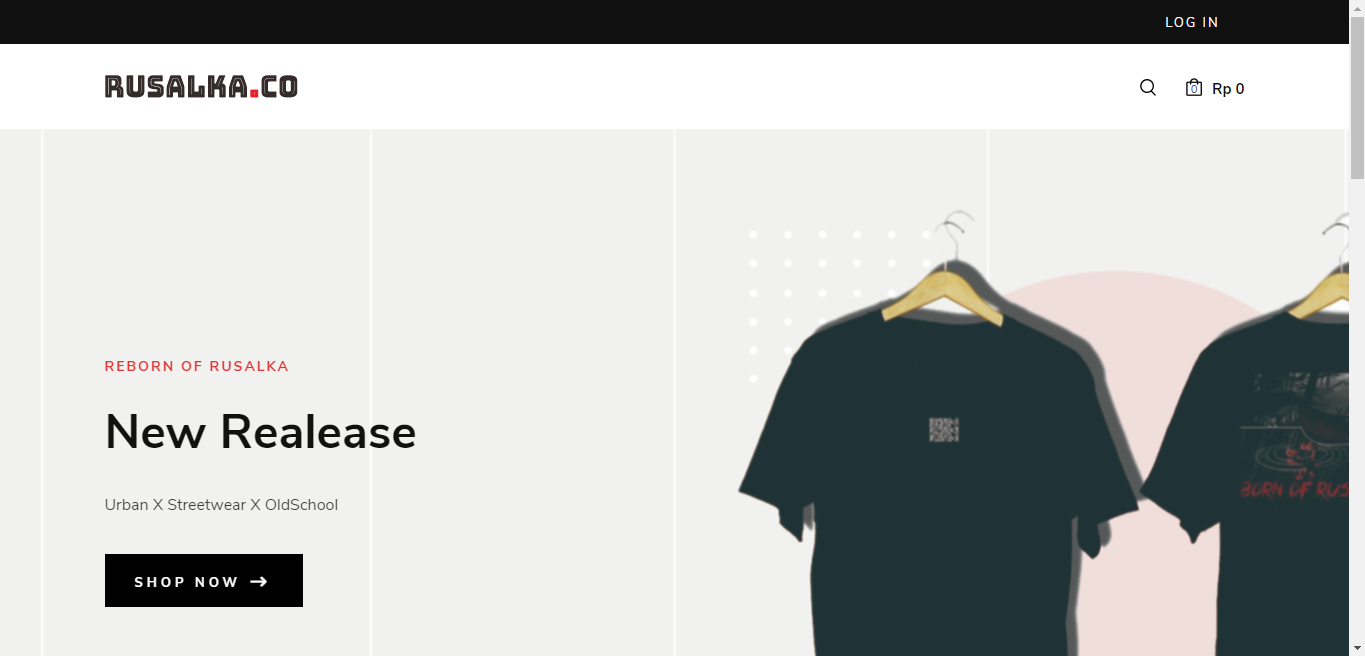 LOG IN
RUSALKA.CO
0
Rp 0
REBORN OF RUSALKA
New Realease
Urban X Streetwear X OldSchool
SHOP NOW
BORN OF RUS